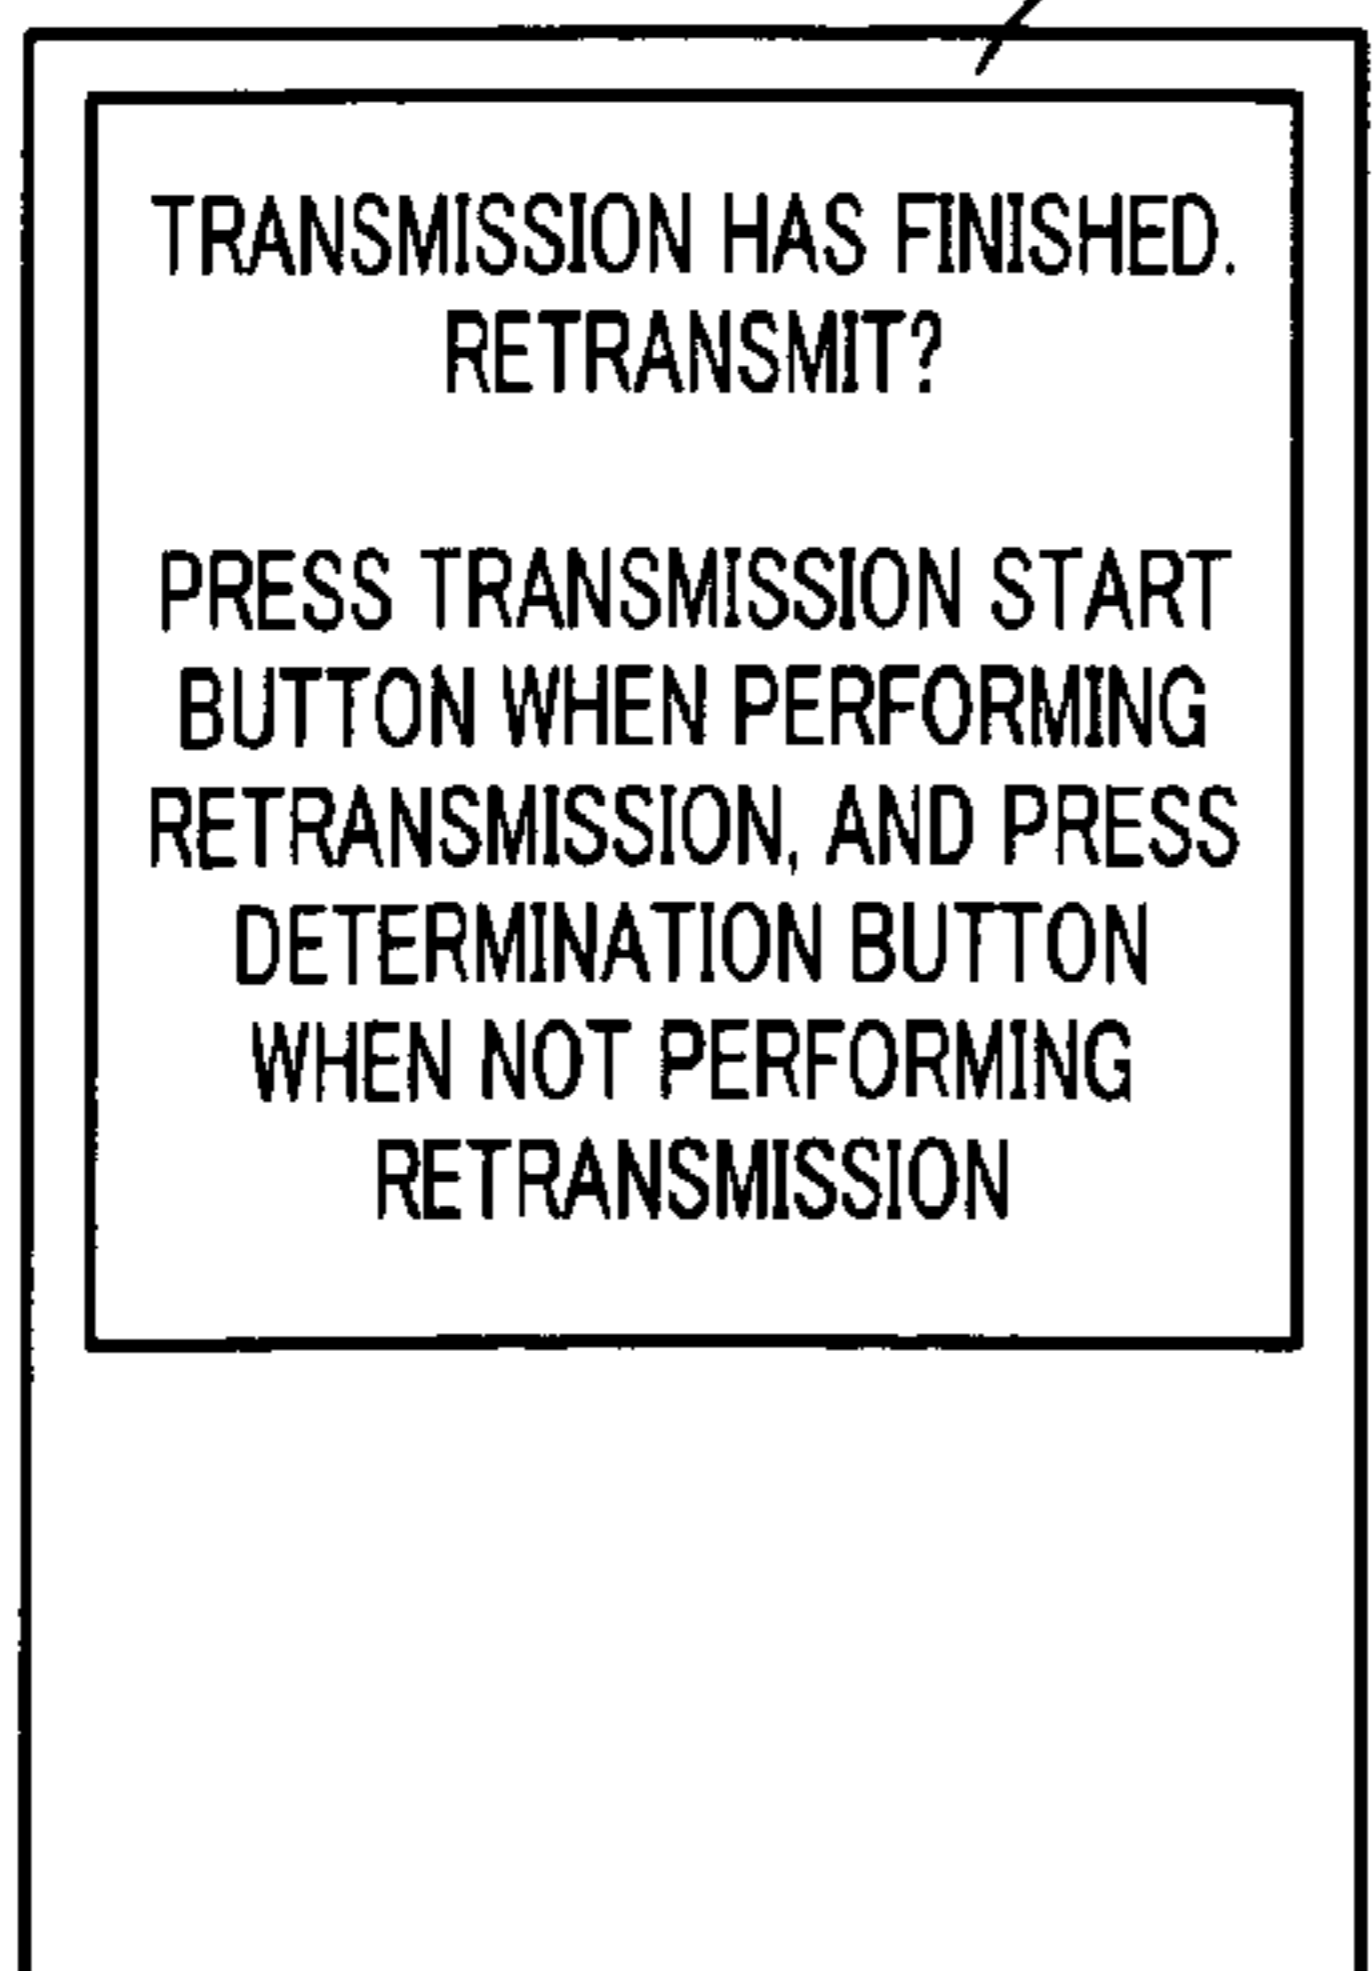 TRANSMISSION HAS FINISHED.
RETRANSMIT?
PRESS TRANSMISSION START
BUTTON WHEN PERFORMING
RETRANSMISSION, AND PRESS
DETERMINATION BUTTON
WHEN NOT PERFORMING
RETRANSMISSION